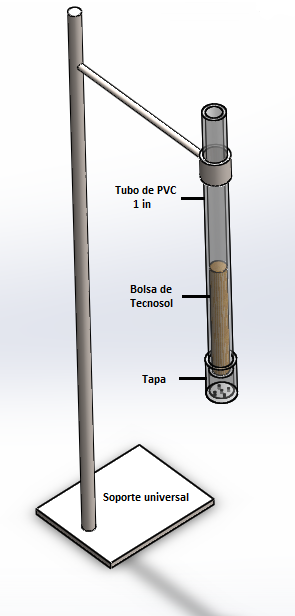 Tubo de PVC
1 in
Bolsa de
Tecnosol
Tapa
Soporte universal